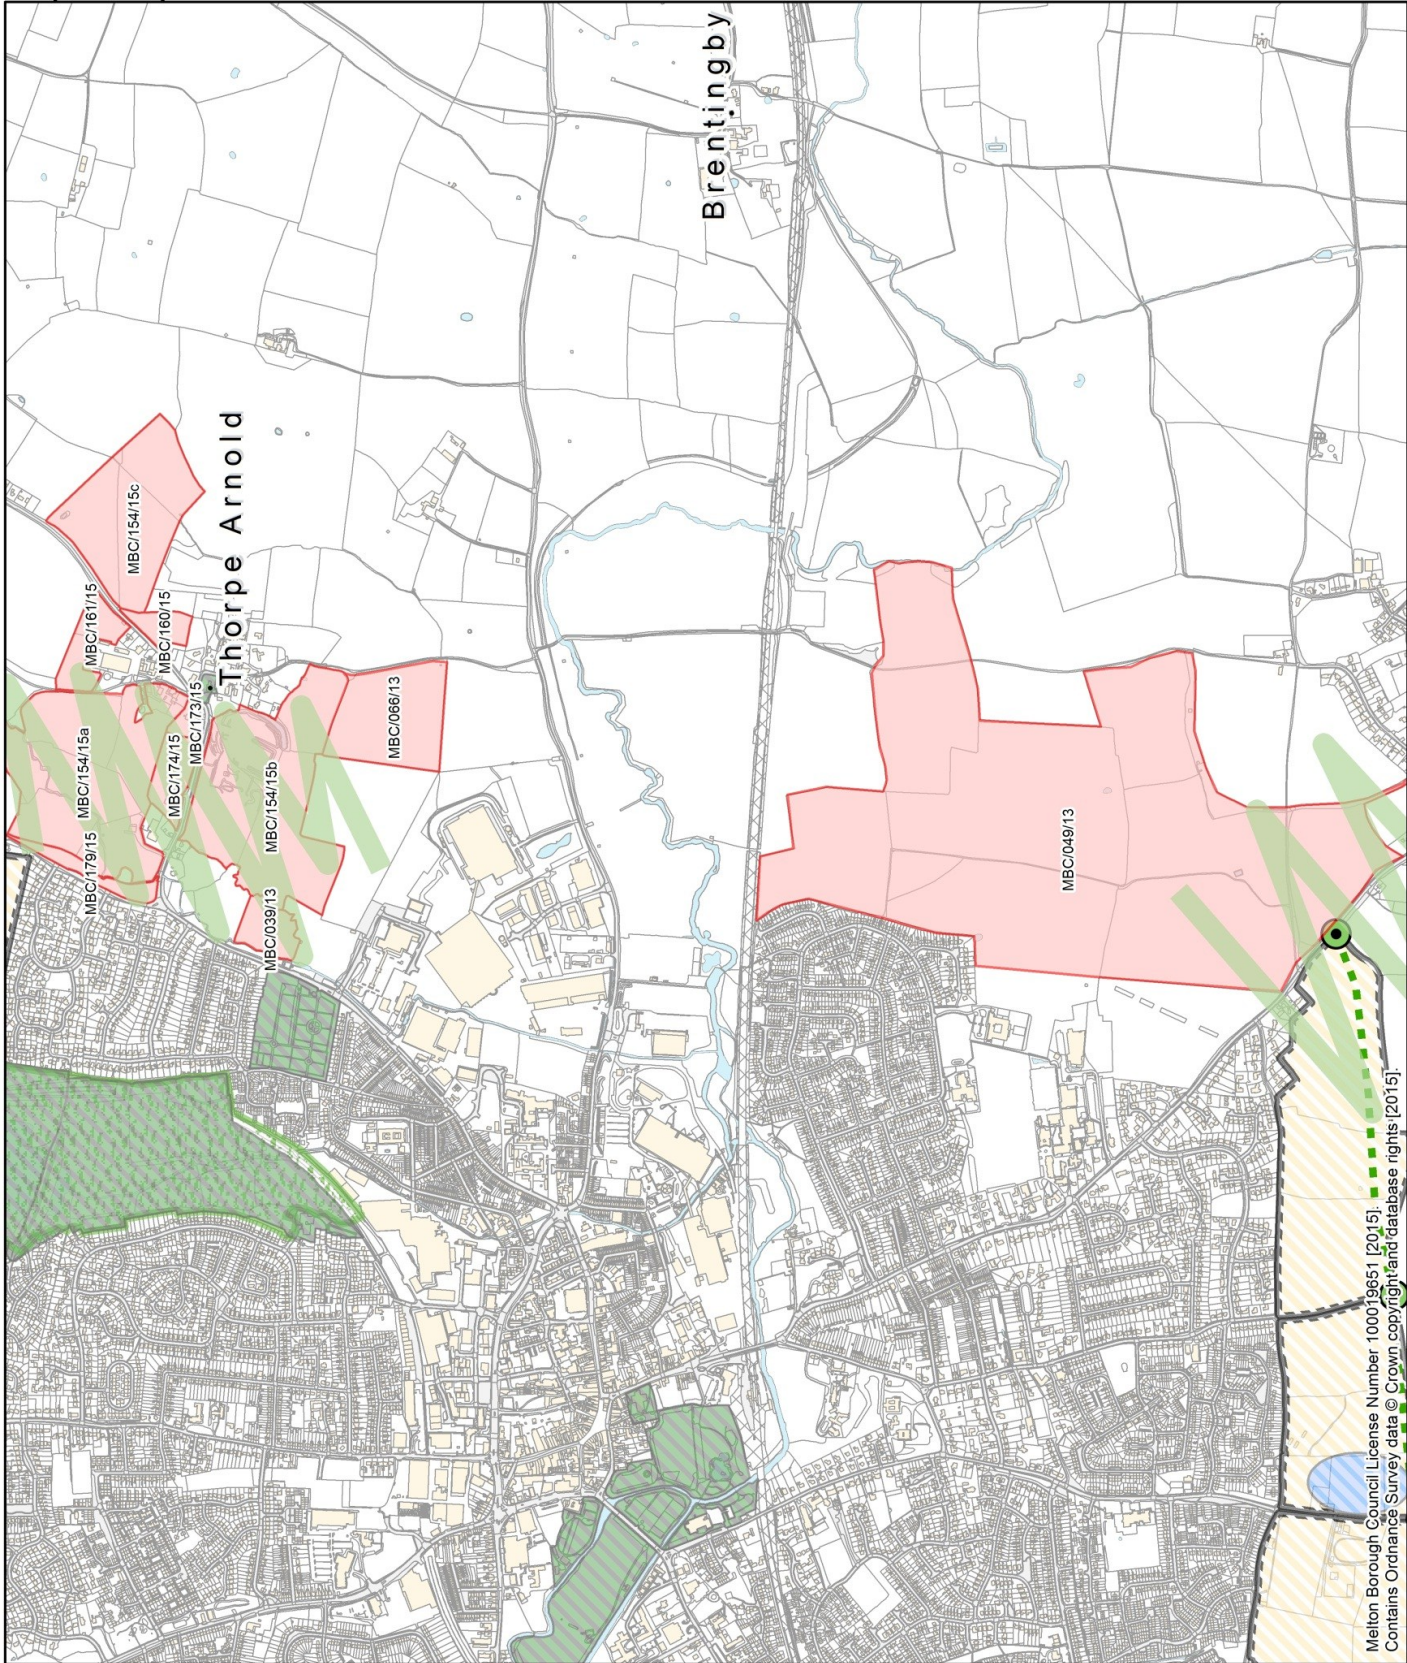 Brentingby
Thorpe Arnold
MBC/154/15c
MBC/161/15
MBC/160/15
MBC/173/15
MBC/154/15a
MBC/174/15
MBC/066/13
MBC/154/15b
MBC/179/15
MBC/039/13
MBC/049/13
Melton Borough Council License Number 100019651 [2015].
Contains Ordnance Survey data © Crown copyright and database rights [2015].